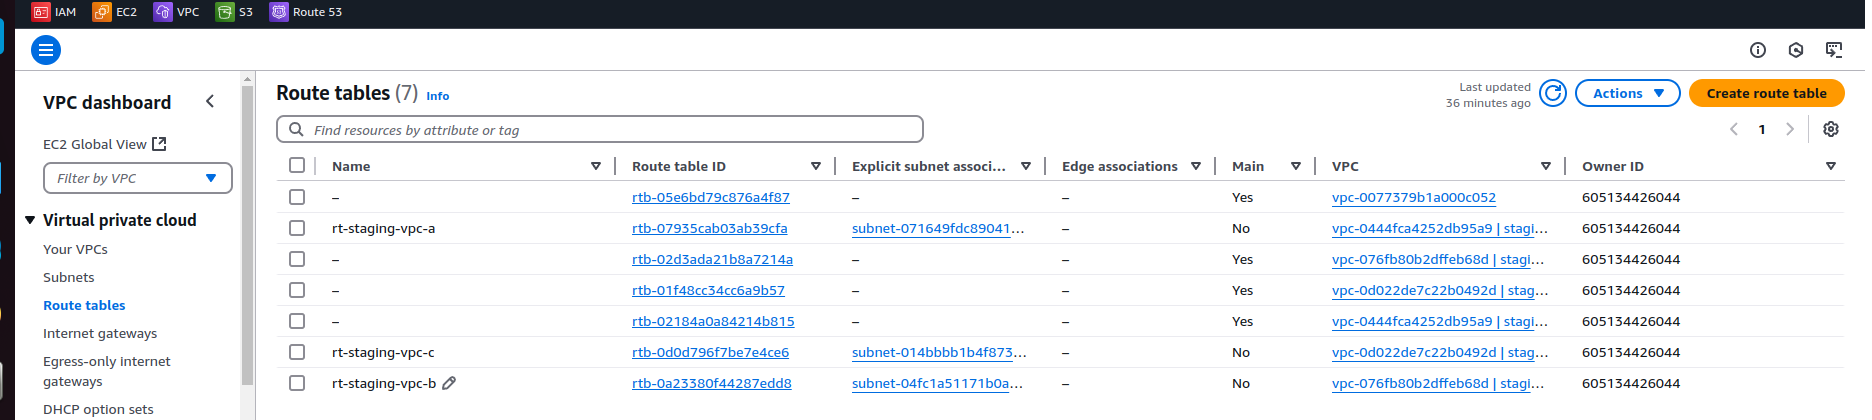 IAM EC2 VPC S3 Route 53
VPC dashboard
EC2 Global View
Filter by VPC
Virtual private cloud
Your VPCs
Subnets
Route tables
Internet gateways
Egress-only internet
gateways
DHCP option sets
Route tables (7) Info
Last updated
36 minutes ago
Actions
Create route table
Find resources by attribute or tag
1
Name Route table ID Explicit subnet associ... Edge associations Main VPC Owner ID
– rtb-05e6bd79c876a4f87 – – Yes vpc-0077379b1a000c052 605134426044
rt-staging-vpc-a rtb-07935cab03ab39cfa subnet-071649fdc89041... – No vpc-0444fca4252db95a9 | stagi... 605134426044
– rtb-02d3ada21b8a7214a – – Yes vpc-076fb80b2dffeb68d | stagi... 605134426044
– rtb-01f48cc34cc6a9b57 – – Yes vpc-0d022de7c22b0492d | stag... 605134426044
– rtb-02184a0a84214b815 – – Yes vpc-0444fca4252db95a9 | stagi... 605134426044
rt-staging-vpc-c rtb-0d0d796f7be7e4ce6 subnet-014bbbb1b4f873... – No vpc-0d022de7c22b0492d | stag... 605134426044
rt-staging-vpc-b rtb-0a23380f44287edd8 subnet-04fc1a51171b0a... – No vpc-076fb80b2dffeb68d | stagi... 605134426044